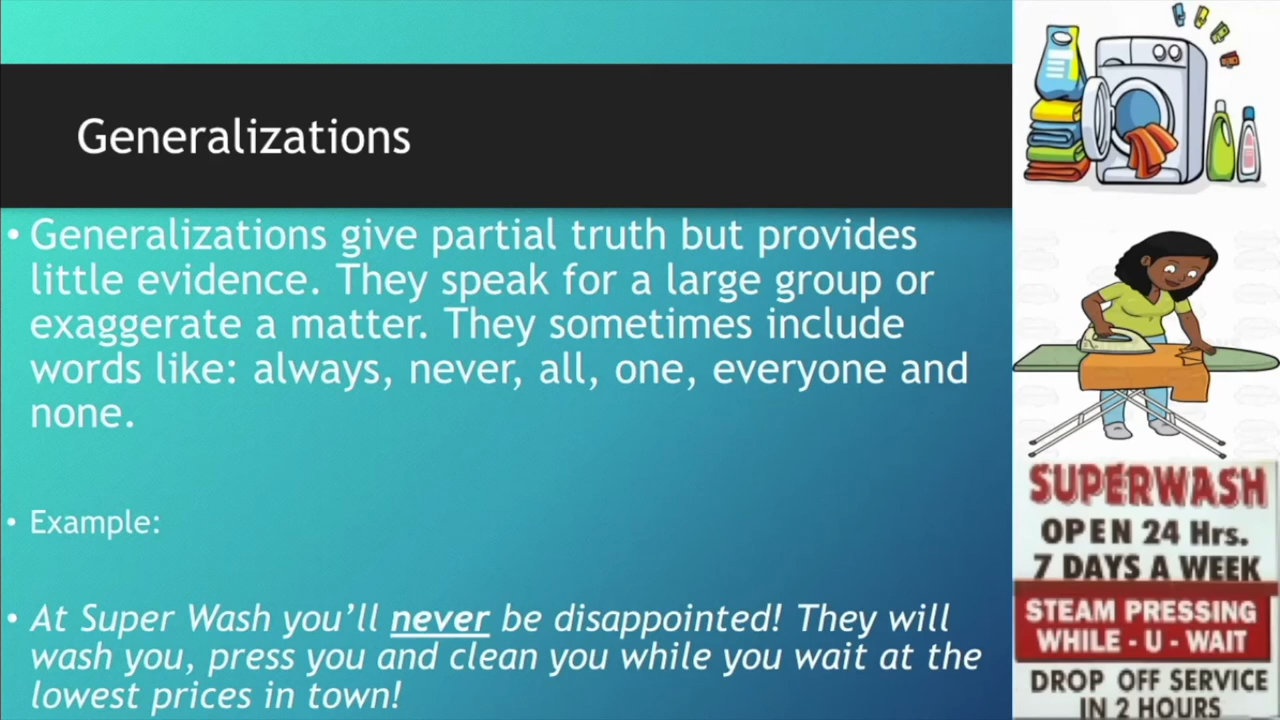 Generalizations
• Generalizations give partial truth but provides
little evidence. They speak for a large group or
exaggerate a matter. They sometimes include
words like: always, never, all, one, everyone and
none.
• Example:
• At Super Wash you’ll never be disappointed! They will
wash you, press you and clean you while you wait at the
lowest prices in town!
SUPERWASH
OPEN 24 Hrs.
7 DAYS A WEEK
STEAM PRESSING
WHILE - U - WAIT
DROP OFF SERVICE
IN 2 HOURS